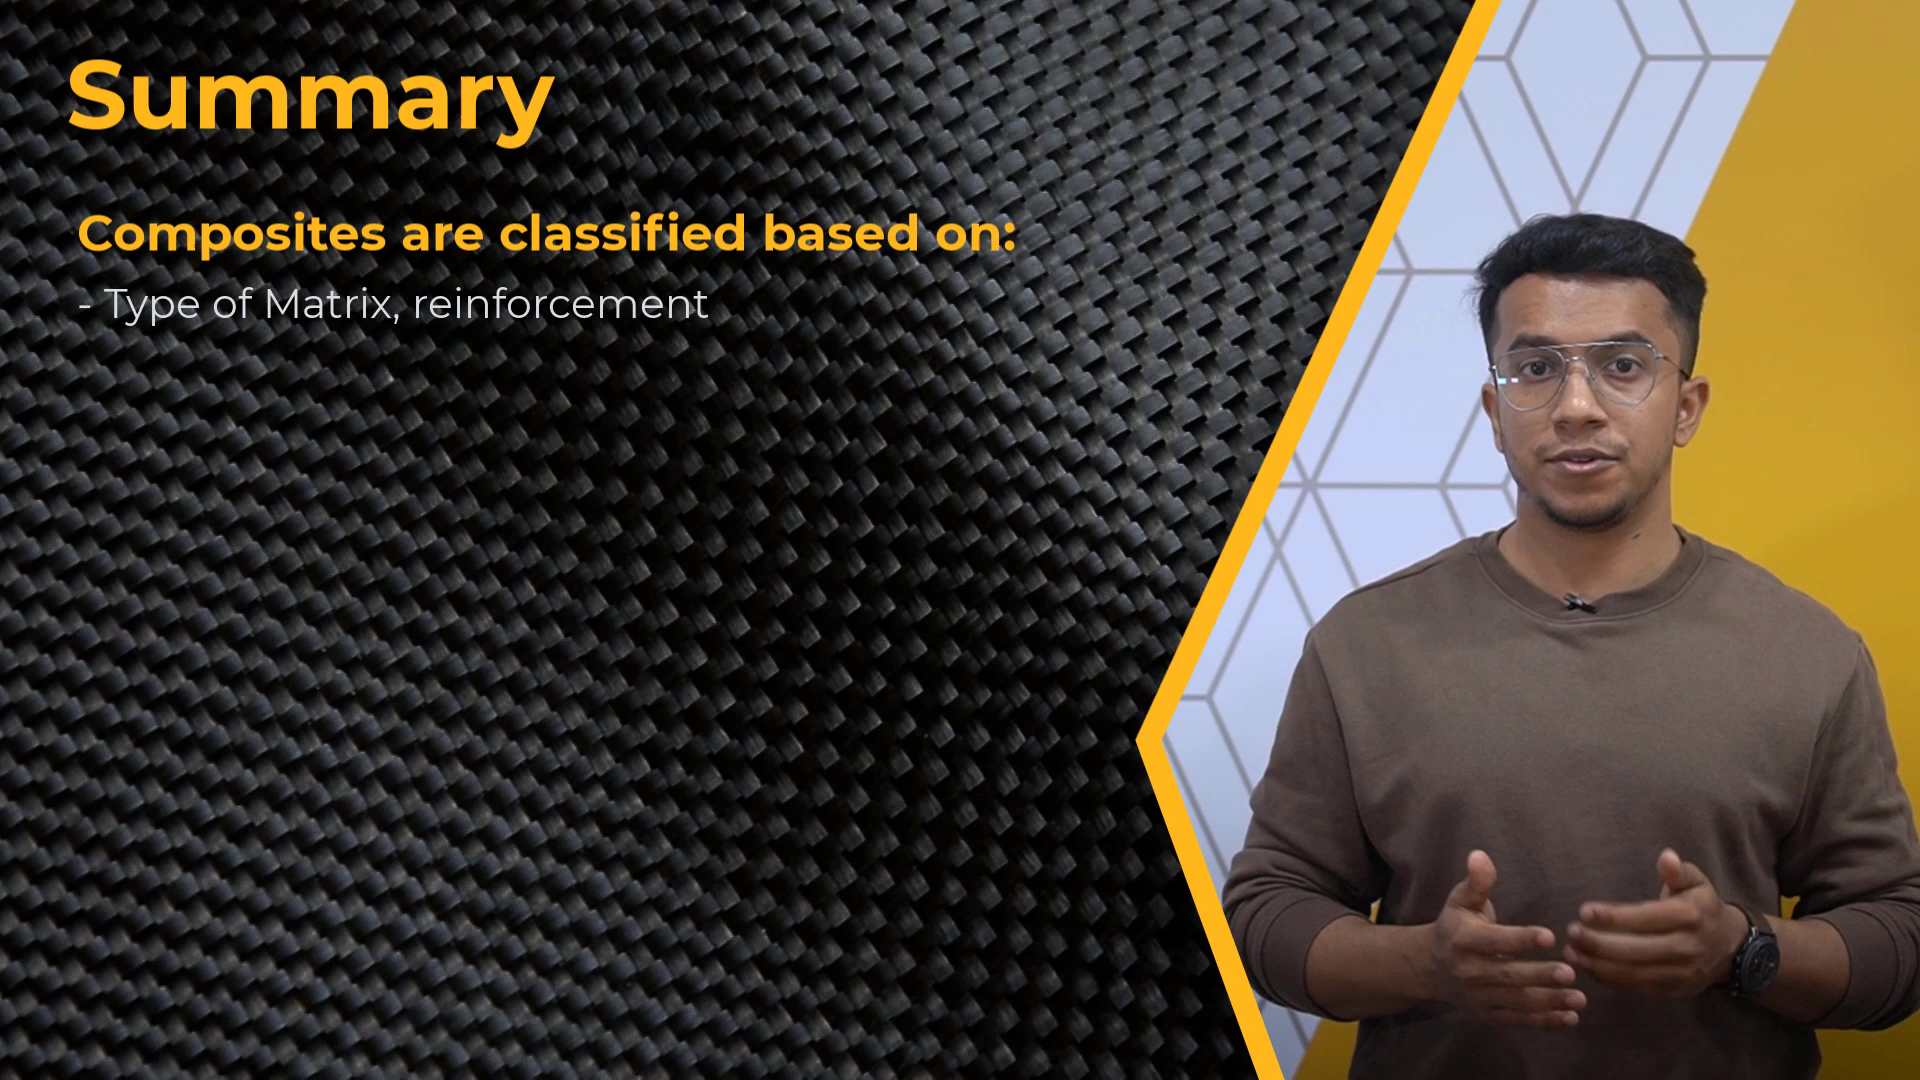 Summary
Composites are classified based on:
- Type of Matrix, reinforcement